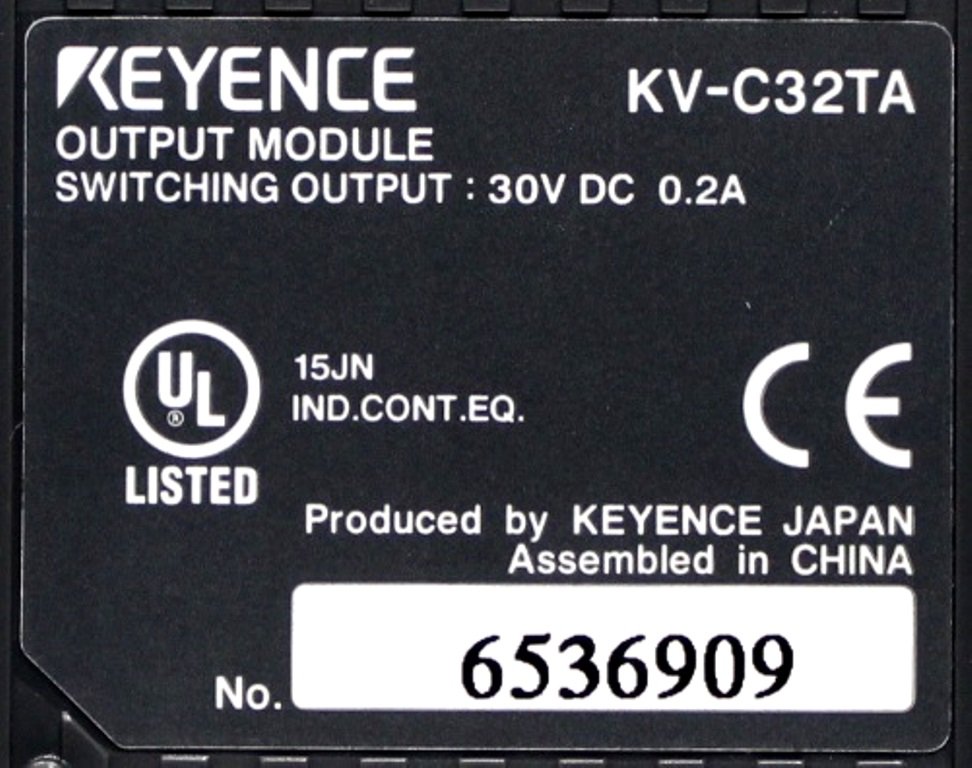 KEYENCE
KV-C32TA
OUTPUT MODULE
SWITCHING OUTPUT : 30V DC 0.2A
UL ®
LISTED
15JN
IND.CONT.EQ.
CE
Produced by KEYENCE JAPAN
Assembled in CHINA
No. 6536909